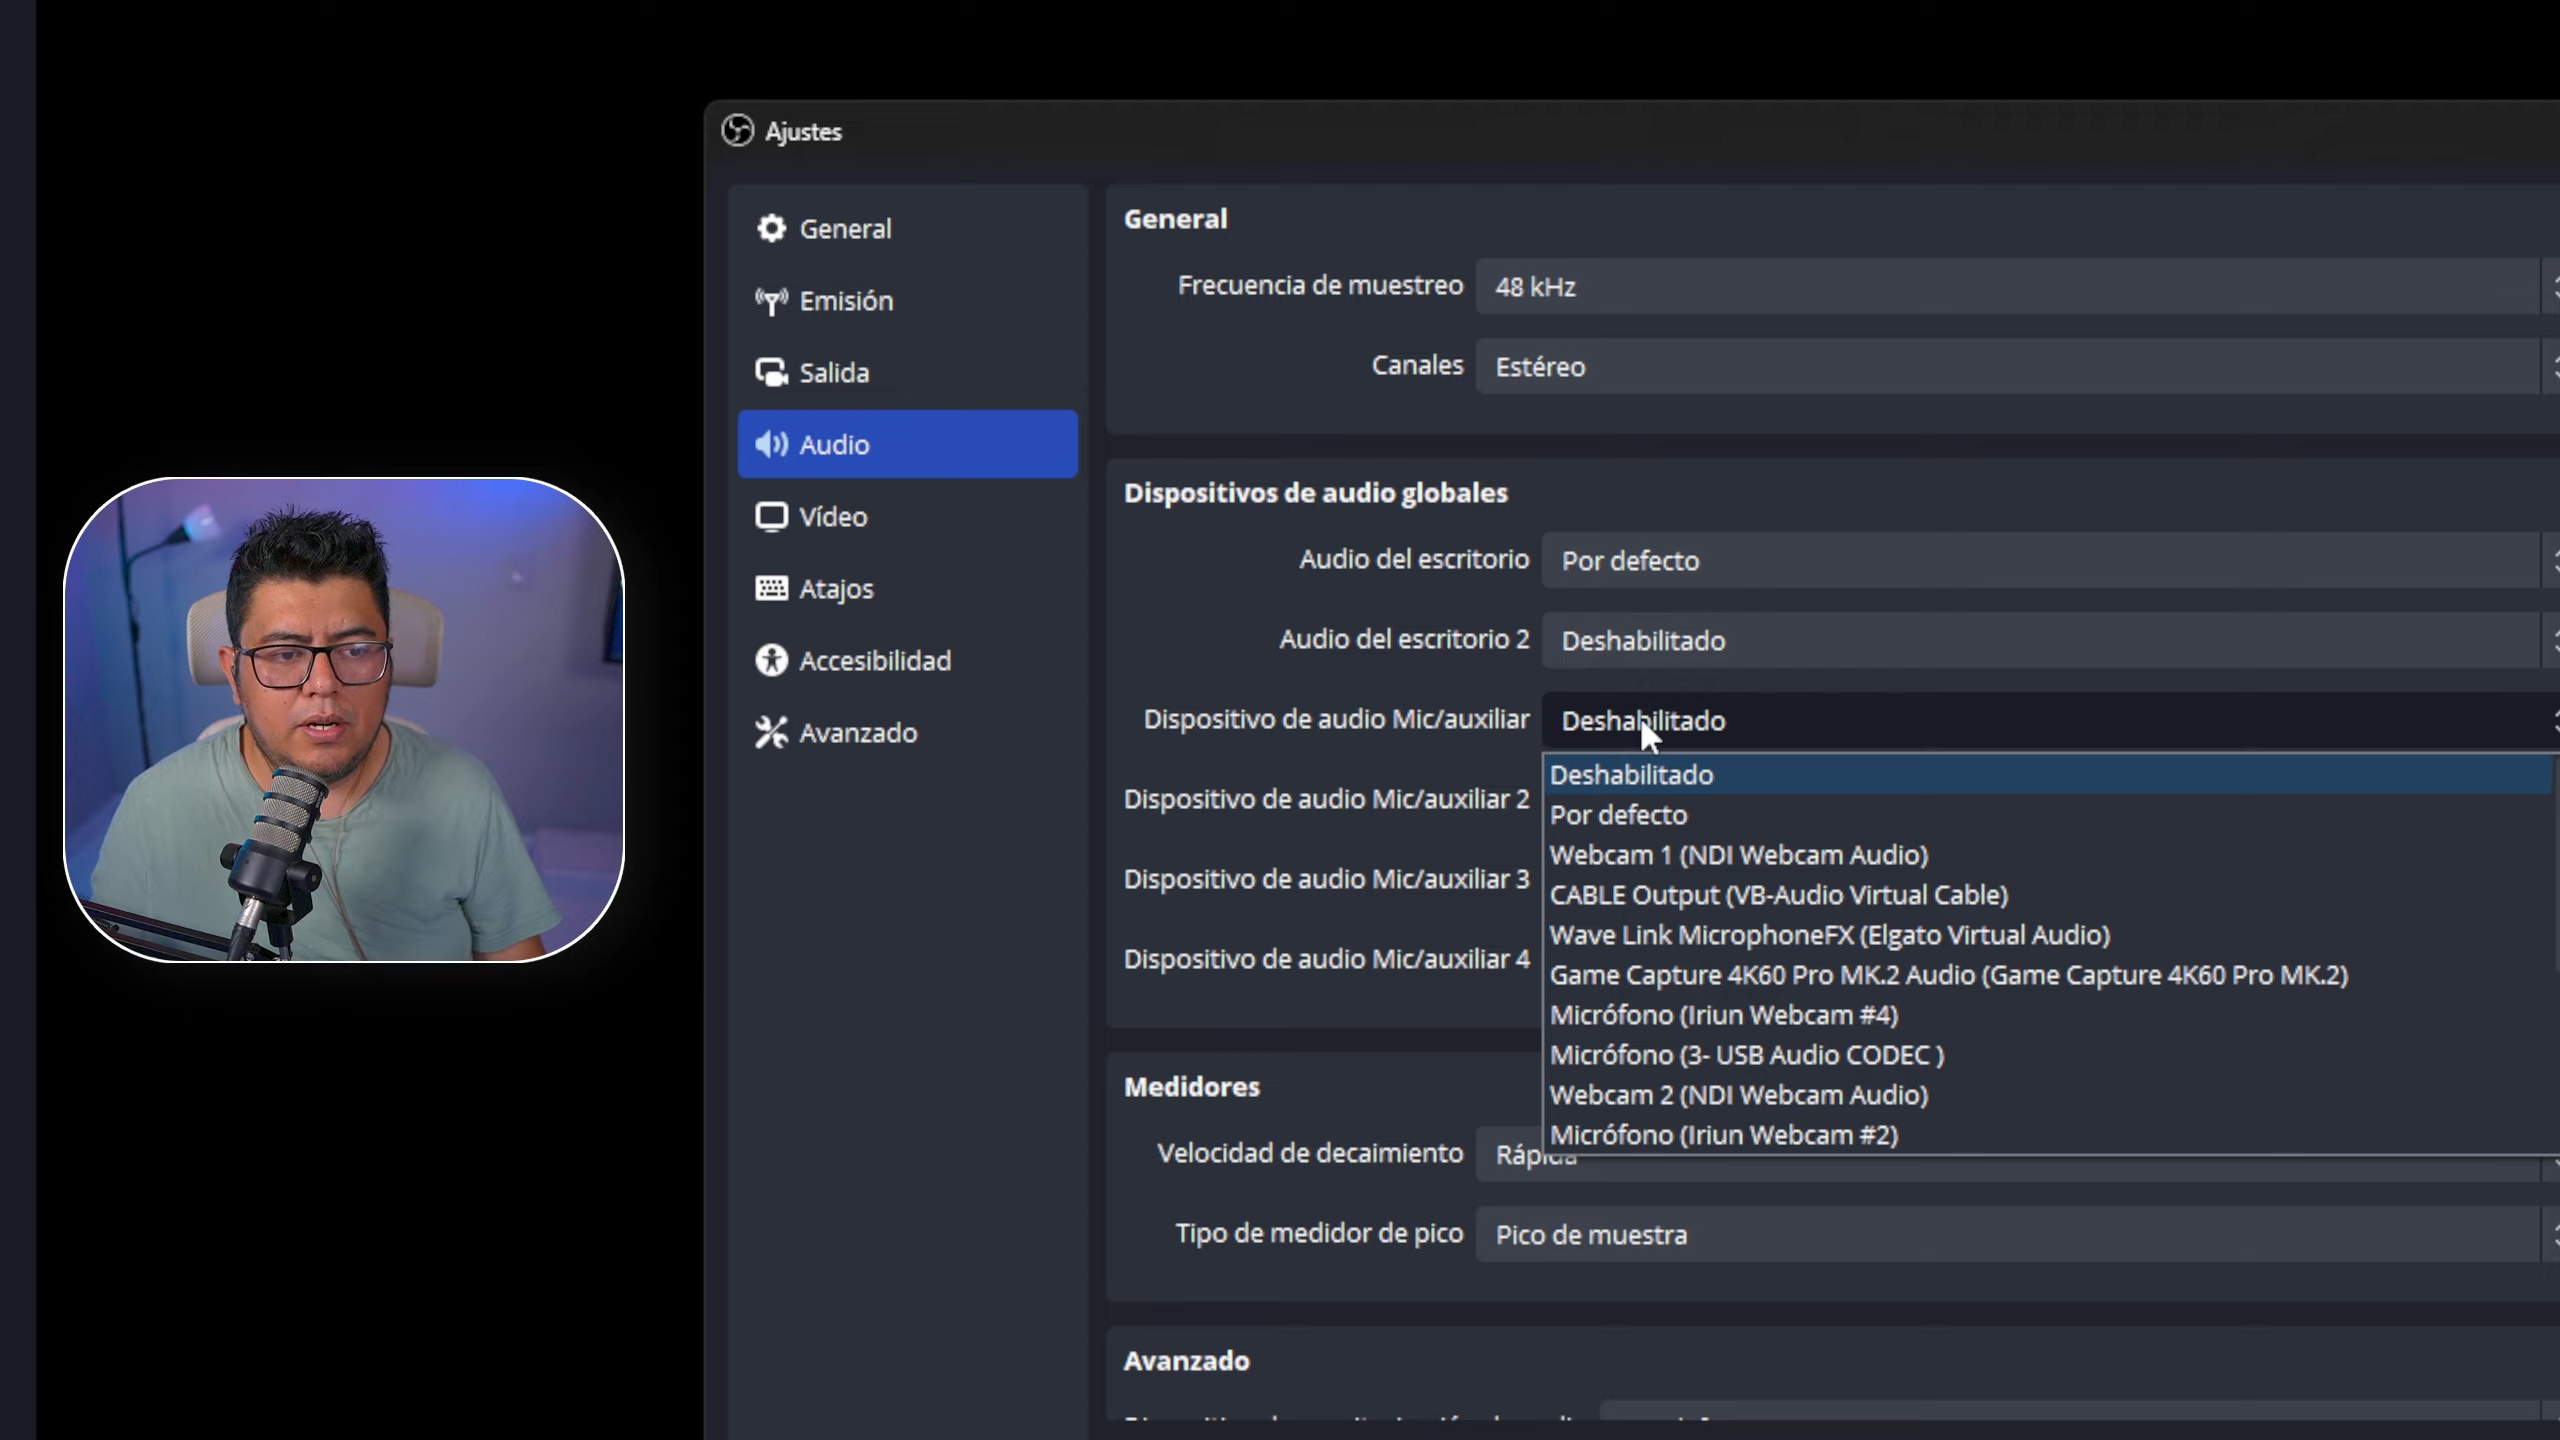 Ajustes
General
Emisión
Salida
Audio
Vídeo
Atajos
Accesibilidad
Avanzado
General
Frecuencia de muestreo 48 kHz
Canales Estéreo
Dispositivos de audio globales
Audio del escritorio Por defecto
Audio del escritorio 2 Deshabilitado
Dispositivo de audio Mic/auxiliar Deshabilitado
Dispositivo de audio Mic/auxiliar 2
Dispositivo de audio Mic/auxiliar 3
Dispositivo de audio Mic/auxiliar 4
Deshabilitado
Por defecto
Webcam 1 (NDI Webcam Audio)
CABLE Output (VB-Audio Virtual Cable)
Wave Link MicrophoneFX (Elgato Virtual Audio)
Game Capture 4K60 Pro MK.2 Audio (Game Capture 4K60 Pro MK.2)
Micrófono (Iriun Webcam #4)
Micrófono (3- USB Audio CODEC )
Webcam 2 (NDI Webcam Audio)
Micrófono (Iriun Webcam #2)
Medidores
Velocidad de decaimiento Rápida
Tipo de medidor de pico Pico de muestra
Avanzado